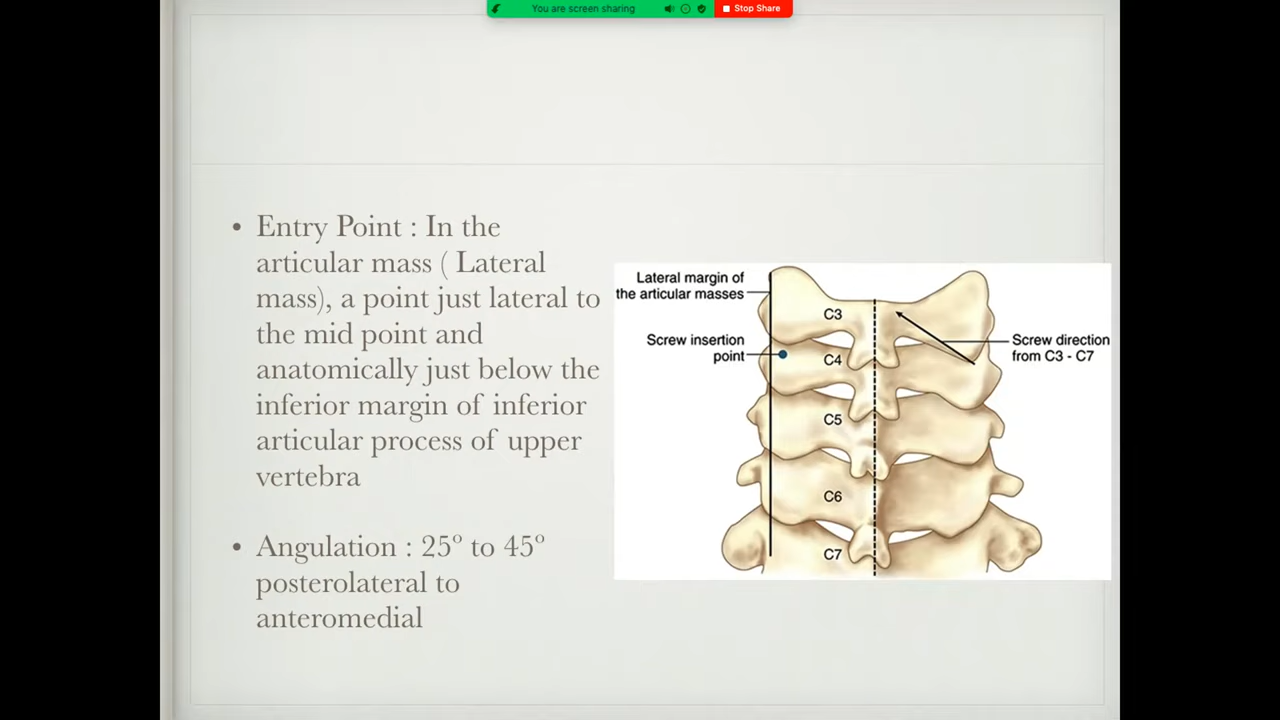 You are screen sharing
Stop Share
• Entry Point : In the
articular mass ( Lateral
mass), a point just lateral to
the mid point and
anatomically just below the
inferior margin of inferior
articular process of upper
vertebra
• Angulation : 25º to 45º
posterolateral to
anteromedial
Lateral margin of
the articular masses
Screw insertion
point
C3
C4
C5
C6
C7
Screw direction
from C3 - C7